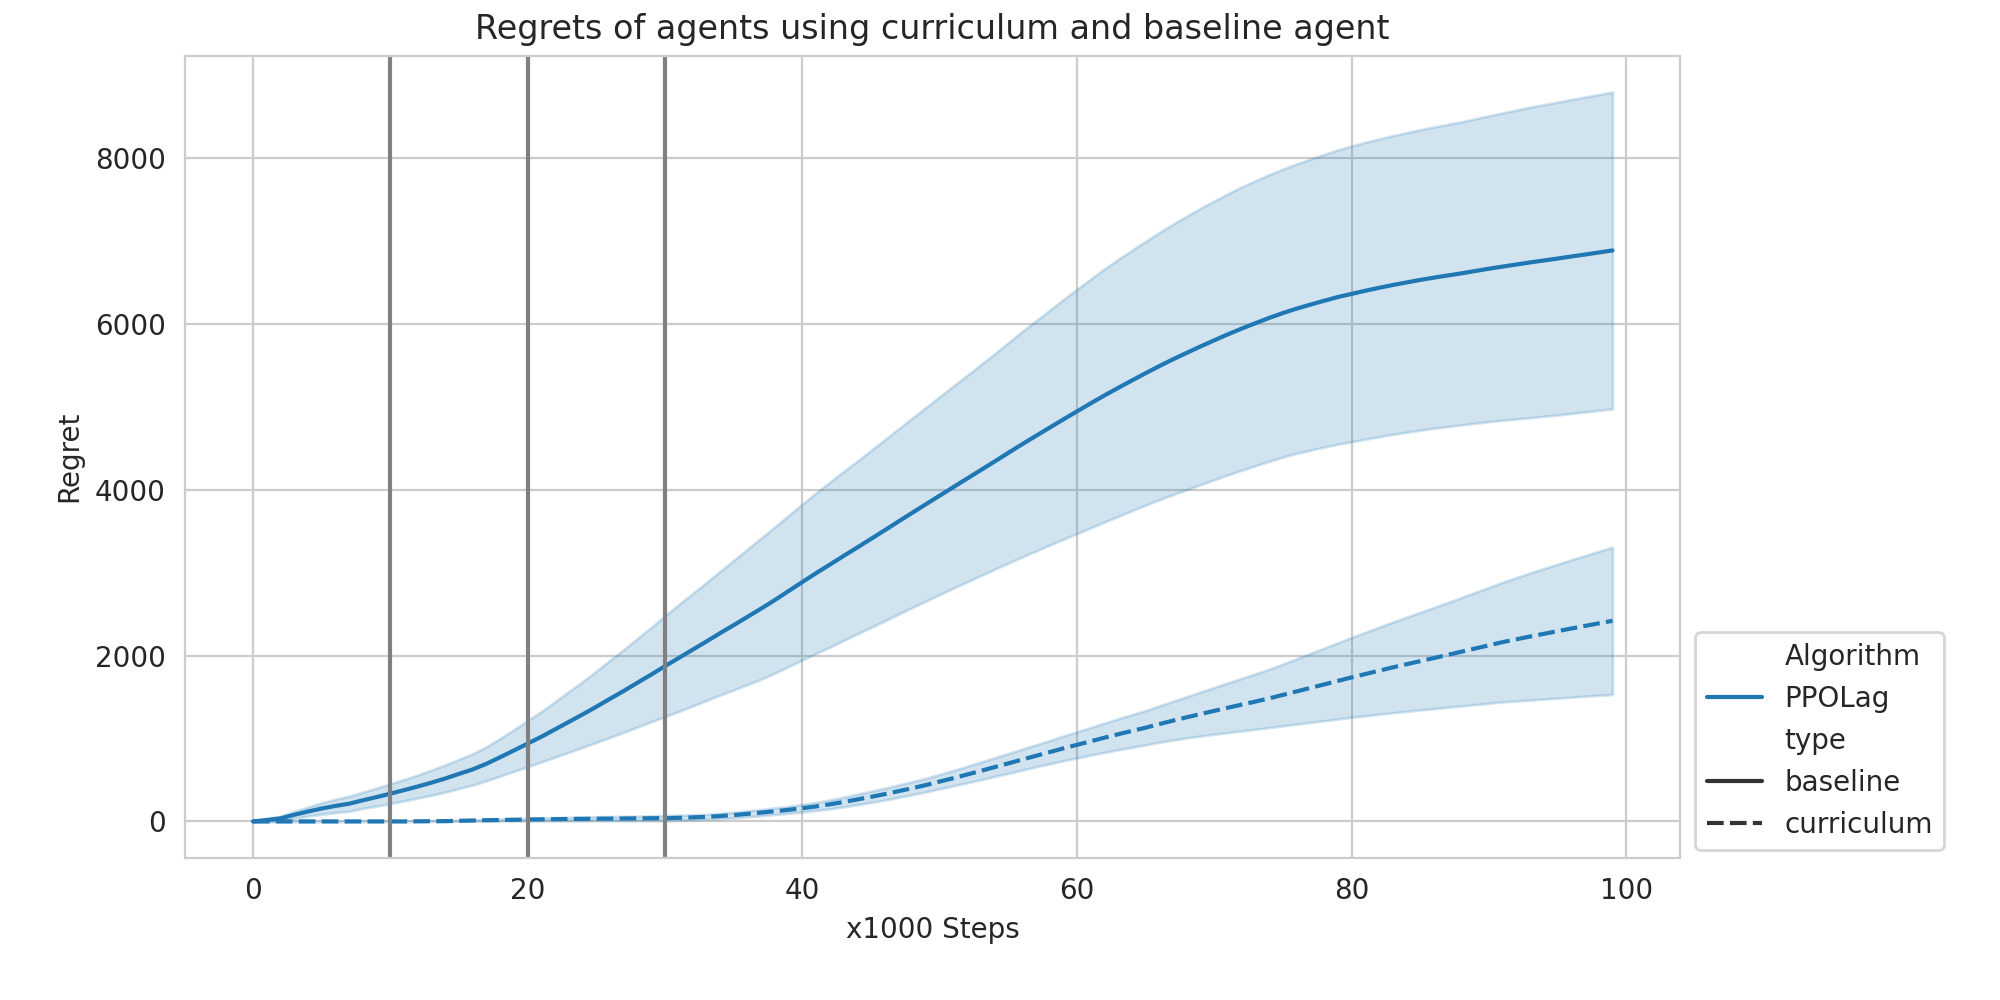 Regrets of agents using curriculum and baseline agent
8000
6000
4000
2000
0
Regret
0 20 40 60 80 100
x1000 Steps
Algorithm
PPOLag
type
baseline
curriculum